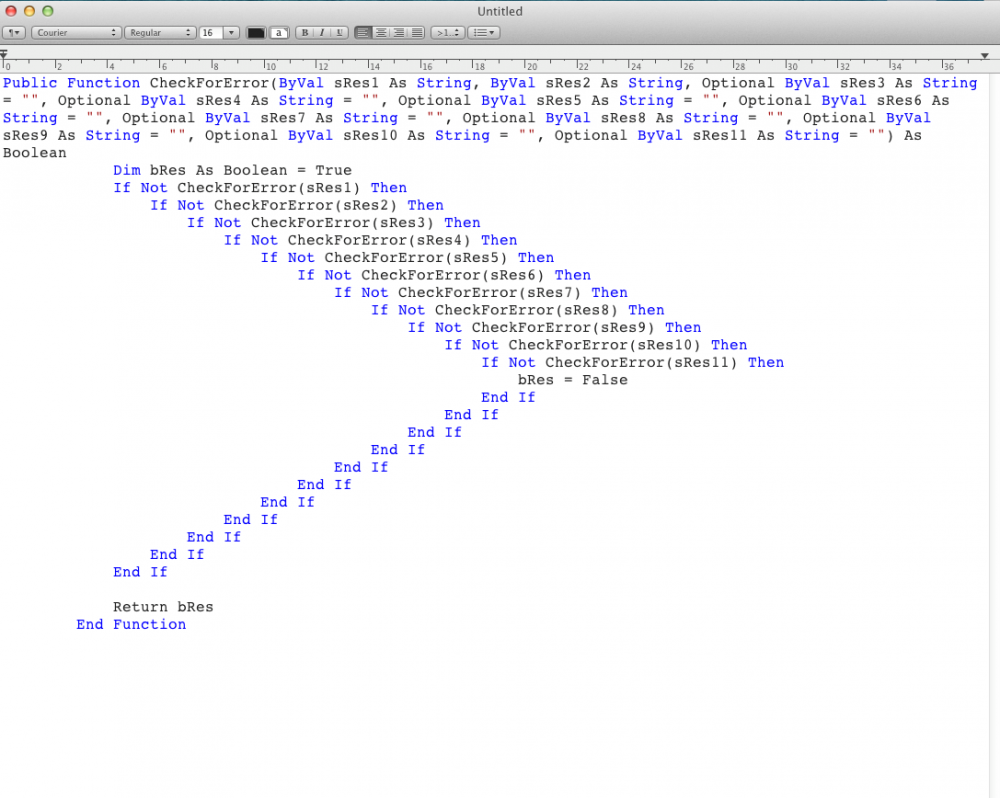 Untitled
¶▾ Courier Regular 16 a B I U >1..
0 2 4 6 8 10 12 14 16 18 20 22 24 26 28 30 32 34 36
Public Function CheckForError(ByVal sRes1 As String, ByVal sRes2 As String, Optional ByVal sRes3 As String
= "", Optional ByVal sRes4 As String = "", Optional ByVal sRes5 As String = "", Optional ByVal sRes6 As
String = "", Optional ByVal sRes7 As String = "", Optional ByVal sRes8 As String = "", Optional ByVal
sRes9 As String = "", Optional ByVal sRes10 As String = "", Optional ByVal sRes11 As String = "") As
Boolean
Dim bRes As Boolean = True
If Not CheckForError(sRes1) Then
If Not CheckForError(sRes2) Then
If Not CheckForError(sRes3) Then
If Not CheckForError(sRes4) Then
If Not CheckForError(sRes5) Then
If Not CheckForError(sRes6) Then
If Not CheckForError(sRes7) Then
If Not CheckForError(sRes8) Then
If Not CheckForError(sRes9) Then
If Not CheckForError(sRes10) Then
If Not CheckForError(sRes11) Then
bRes = False
End If
End If
End If
End If
End If
End If
End If
End If
End If
End If
End If
Return bRes
End Function